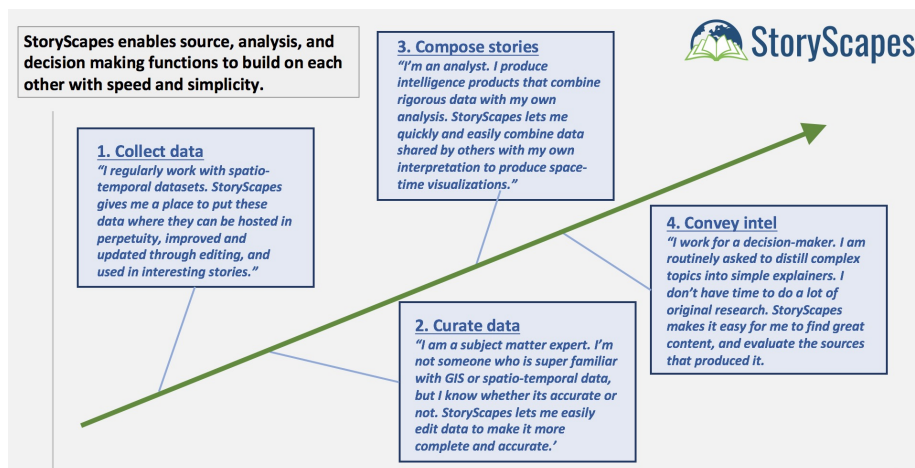 StoryScapes enables source, analysis, and
decision making functions to build on each
other with speed and simplicity.
StoryScapes
1. Collect data
“I regularly work with spatio-
temporal datasets. StoryScapes
gives me a place to put these
data where they can be hosted in
perpetuity, improved and
updated through editing, and
used in interesting stories.”
2. Curate data
“I am a subject matter expert. I’m
not someone who is super familiar
with GIS or spatio-temporal data,
but I know whether its accurate or
not. StoryScapes lets me easily
edit data to make it more
complete and accurate.’
3. Compose stories
“I’m an analyst. I produce
intelligence products that combine
rigorous data with my own
analysis. StoryScapes lets me
quickly and easily combine data
shared by others with my own
interpretation to produce space-
time visualizations.”
4. Convey intel
“I work for a decision-maker. I am
routinely asked to distill complex
topics into simple explainers. I
don’t have time to do a lot of
original research. StoryScapes
makes it easy for me to find great
content, and evaluate the sources
that produced it.